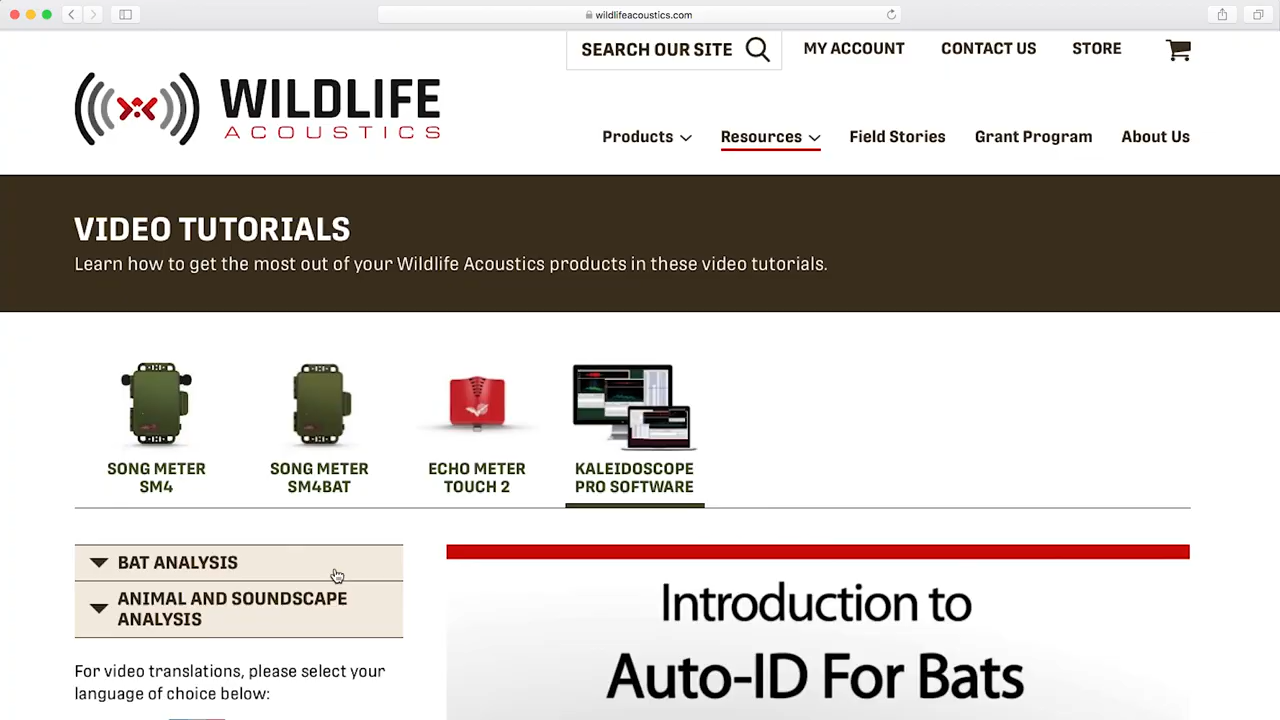 wildlifeacoustics.com
SEARCH OUR SITE
MY ACCOUNT
CONTACT US
STORE
WILDLIFE
ACOUSTICS
Products
Resources
Field Stories
Grant Program
About Us
VIDEO TUTORIALS
Learn how to get the most out of your Wildlife Acoustics products in these video tutorials.
SONG METER
SM4
SONG METER
SM4BAT
ECHO METER
TOUCH 2
KALEIDOSCOPE
PRO SOFTWARE
BAT ANALYSIS
ANIMAL AND SOUNDSCAPE
ANALYSIS
For video translations, please select your
language of choice below:
Introduction to
Auto-ID For Bats